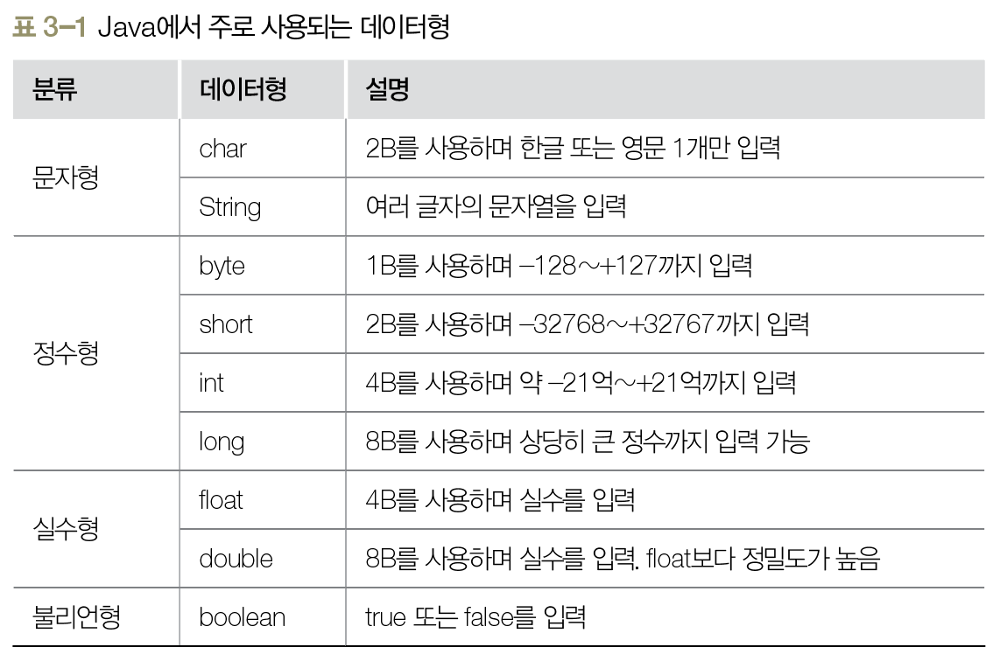 표 3-1 Java에서 주로 사용되는 데이터형
분류 데이터형 설명
문자형
char 2B를 사용하며 한글 또는 영문 1개만 입력
String 여러 글자의 문자열을 입력
정수형
byte 1B를 사용하며 –128～+127까지 입력
short 2B를 사용하며 –32768～+32767까지 입력
int 4B를 사용하며 약 –21억～+21억까지 입력
long 8B를 사용하며 상당히 큰 정수까지 입력 가능
실수형
float 4B를 사용하며 실수를 입력
double 8B를 사용하며 실수를 입력. float보다 정밀도가 높음
불리언형 boolean true 또는 false를 입력